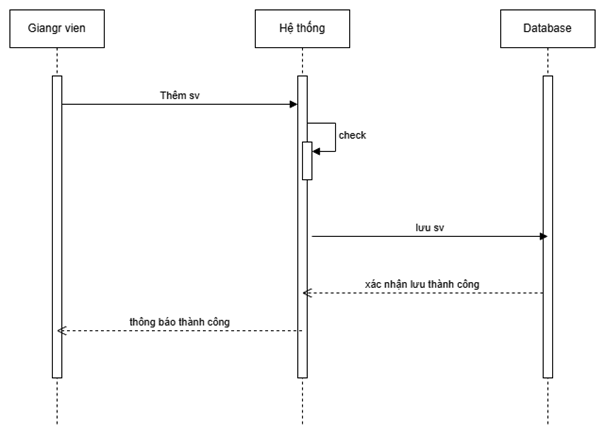 Giangr vien
Hệ thống
Database
Thêm sv
check
lưu sv
xác nhận lưu thành công
thông báo thành công